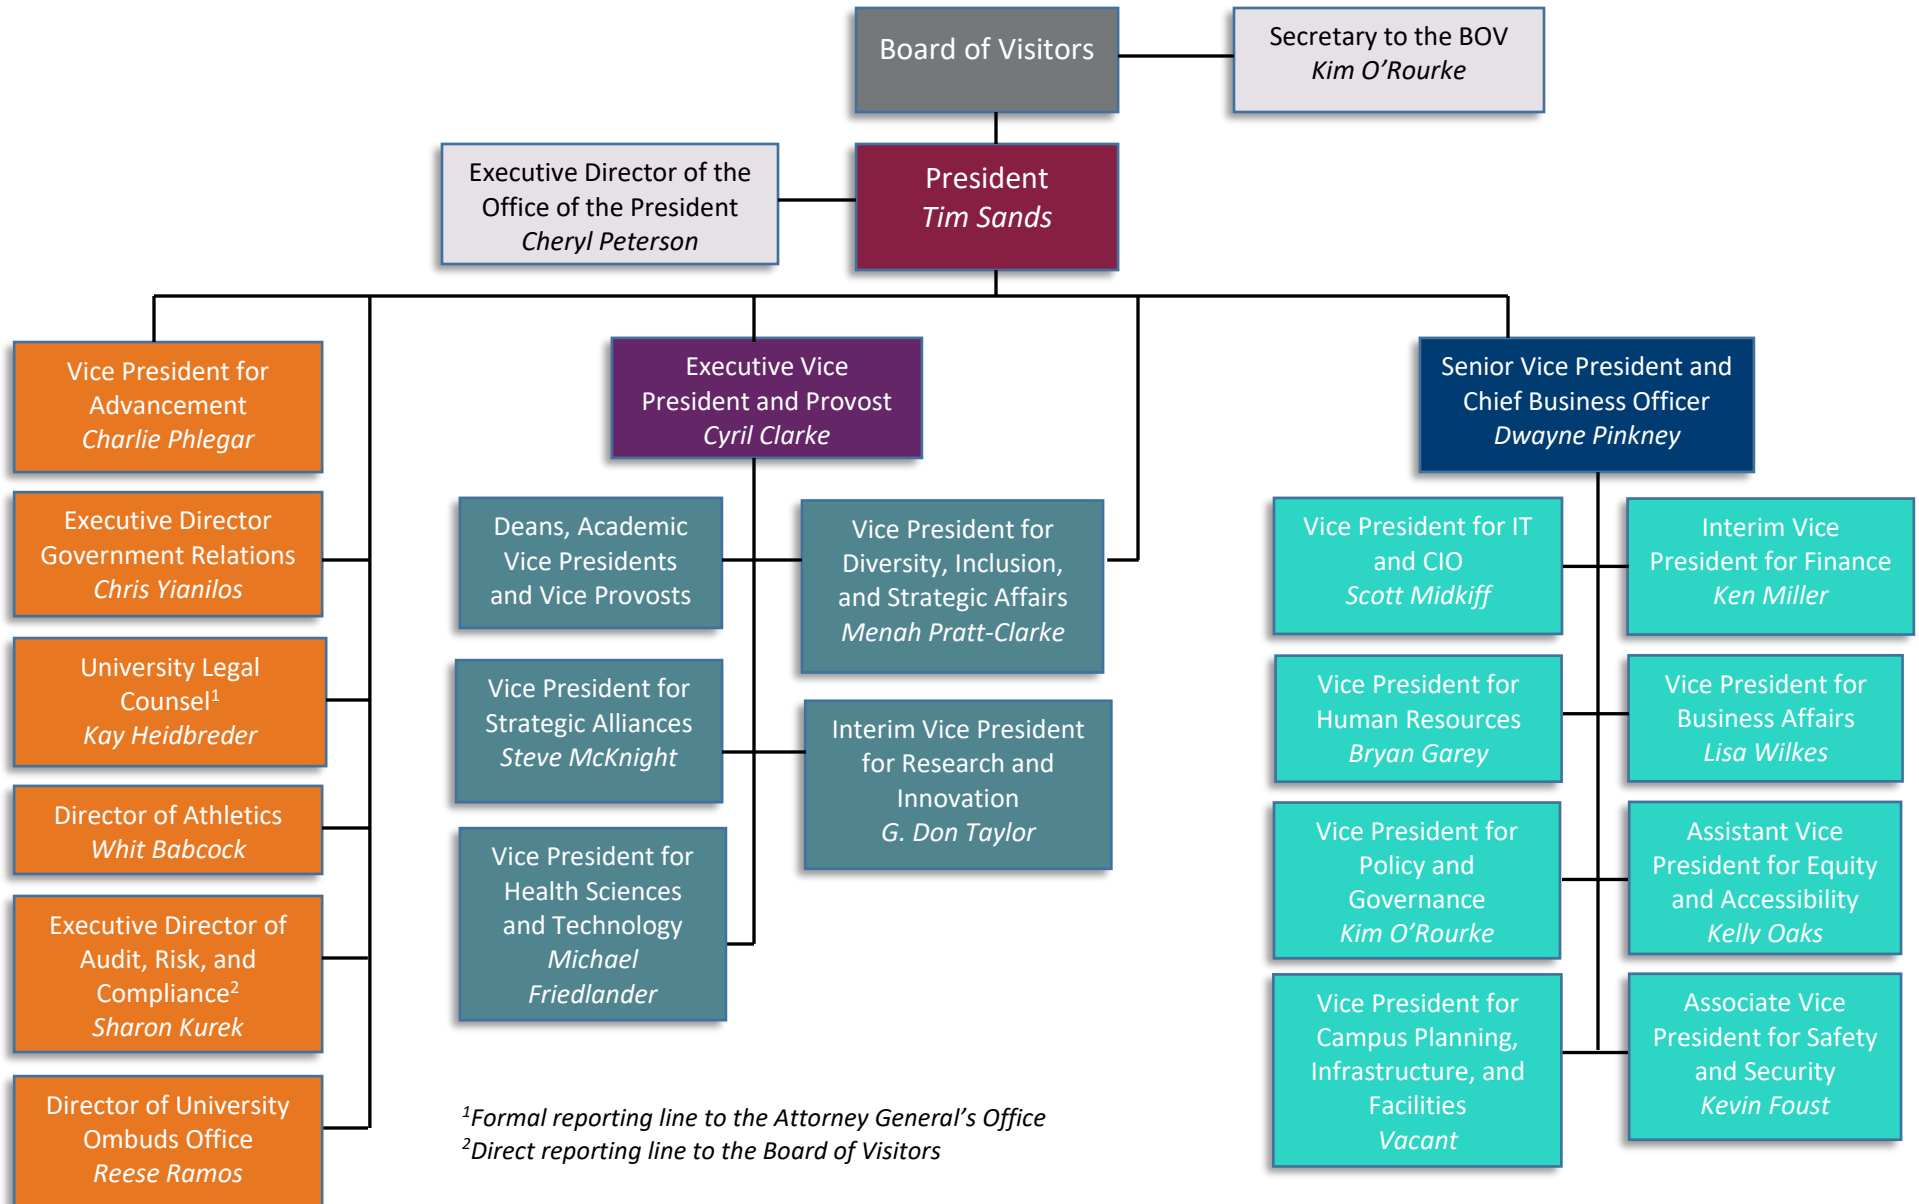 Board of Visitors
Secretary to the BOV
Kim O'Rourke
Executive Director of the
Office of the President
Cheryl Peterson
President
Tim Sands
Vice President for
Advancement
Charlie Phlegar
Executive Director
Government Relations
Chris Yianilos
University Legal
Counsel¹
Kay Heidbreder
Director of Athletics
Whit Babcock
Executive Director of
Audit, Risk, and
Compliance²
Sharon Kurek
Director of University
Ombuds Office
Reese Ramos
Executive Vice
President and Provost
Cyril Clarke
Deans, Academic
Vice Presidents
and Vice Provosts
Vice President for
Diversity, Inclusion,
and Strategic Affairs
Menah Pratt-Clarke
Vice President for
Strategic Alliances
Steve McKnight
Interim Vice President
for Research and
Innovation
G. Don Taylor
Vice President for
Health Sciences
and Technology
Michael
Friedlander
Senior Vice President and
Chief Business Officer
Dwayne Pinkney
Vice President for IT
and CIO
Scott Midkiff
Interim Vice
President for Finance
Ken Miller
Vice President for
Human Resources
Bryan Garey
Vice President for
Business Affairs
Lisa Wilkes
Vice President for
Policy and
Governance
Kim O'Rourke
Assistant Vice
President for Equity
and Accessibility
Kelly Oaks
Vice President for
Campus Planning,
Infrastructure, and
Facilities
Vacant
Associate Vice
President for Safety
and Security
Kevin Foust
¹Formal reporting line to the Attorney General's Office
²Direct reporting line to the Board of Visitors